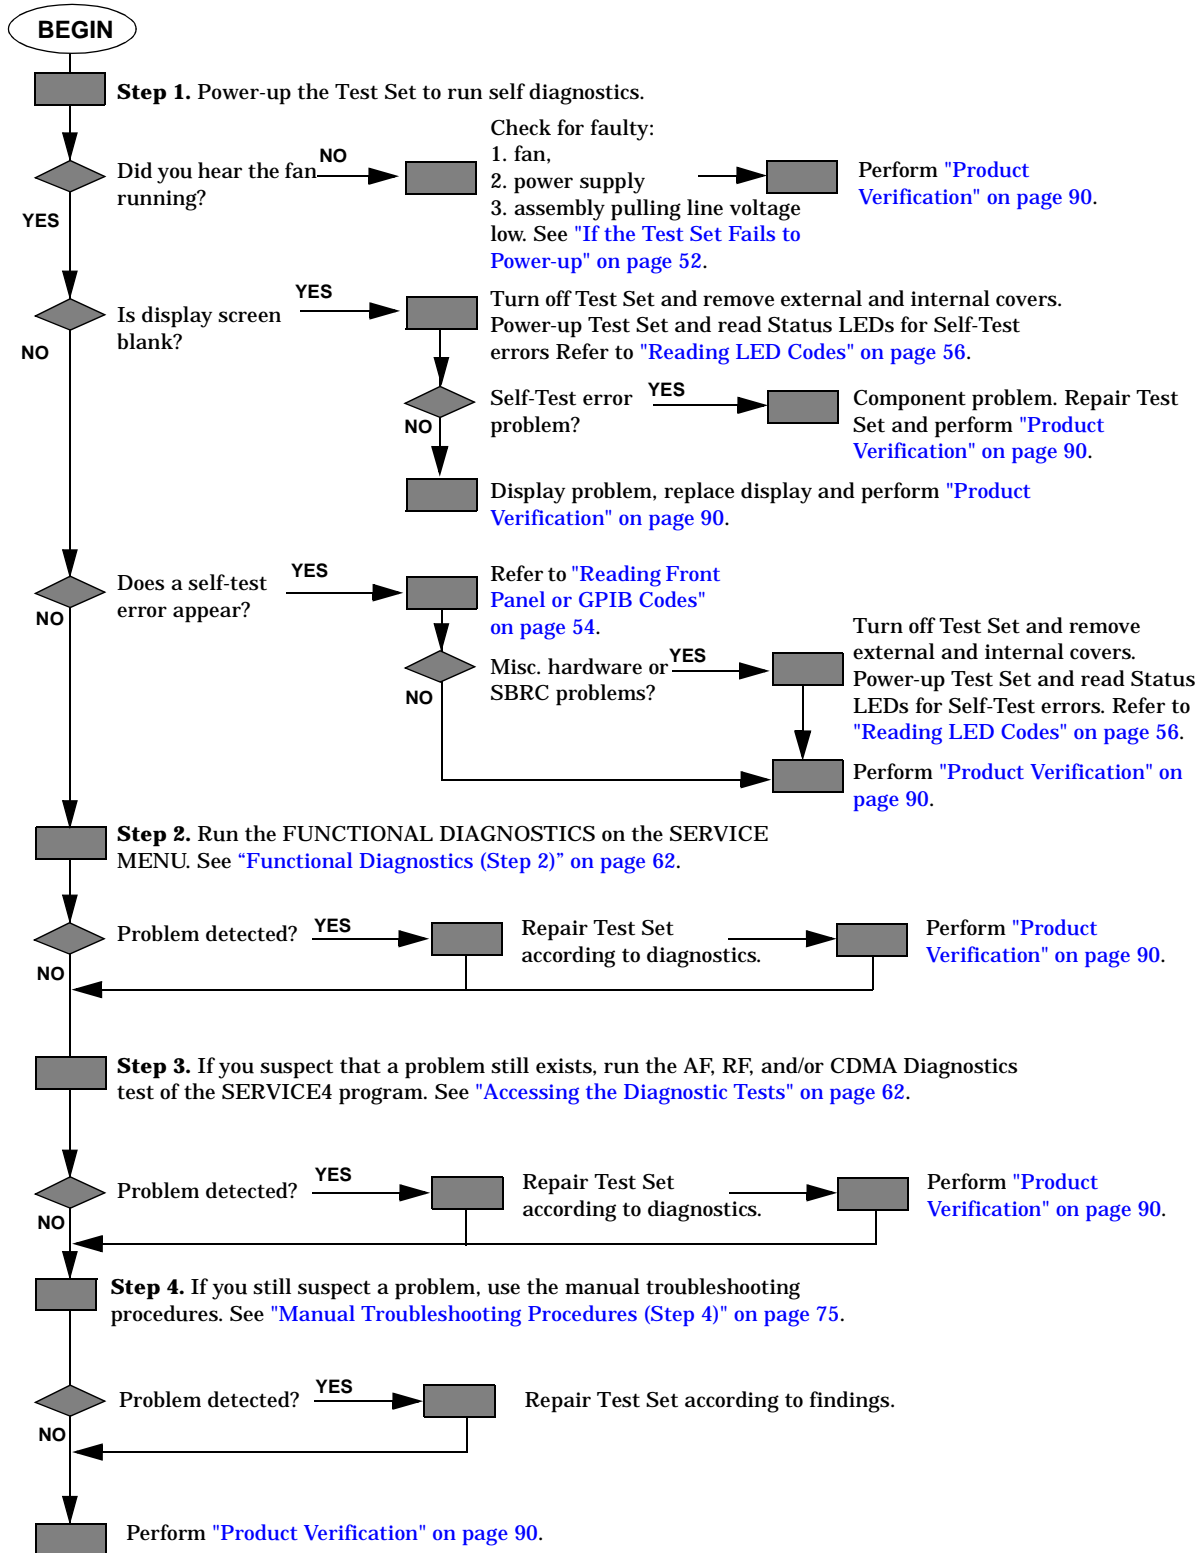 BEGIN
Step 1. Power-up the Test Set to run self diagnostics.
Did you hear the fan
running?
NO
YES
Check for faulty:
1. fan,
2. power supply
3. assembly pulling line voltage
low. See "If the Test Set Fails to
Power-up" on page 52.
Perform "Product
Verification" on page 90.
Is display screen
blank?
YES
NO
Turn off Test Set and remove external and internal covers.
Power-up Test Set and read Status LEDs for Self-Test
errors Refer to "Reading LED Codes" on page 56.
Self-Test error
problem?
YES
NO
Component problem. Repair Test
Set and perform "Product
Verification" on page 90.
Display problem, replace display and perform "Product
Verification" on page 90.
Does a self-test
error appear?
YES
NO
Refer to "Reading Front
Panel or GPIB Codes"
on page 54.
Misc. hardware or
SBRC problems?
YES
NO
Turn off Test Set and remove
external and internal covers.
Power-up Test Set and read Status
LEDs for Self-Test errors. Refer to
"Reading LED Codes" on page 56.
Perform "Product Verification" on
page 90.
Step 2. Run the FUNCTIONAL DIAGNOSTICS on the SERVICE
MENU. See “Functional Diagnostics (Step 2)” on page 62.
Problem detected?
YES
NO
Repair Test Set
according to diagnostics.
Perform "Product
Verification" on page 90.
Step 3. If you suspect that a problem still exists, run the AF, RF, and/or CDMA Diagnostics
test of the SERVICE4 program. See "Accessing the Diagnostic Tests" on page 62.
Problem detected?
YES
NO
Repair Test Set
according to diagnostics.
Perform "Product
Verification" on page 90.
Step 4. If you still suspect a problem, use the manual troubleshooting
procedures. See "Manual Troubleshooting Procedures (Step 4)" on page 75.
Problem detected?
YES
NO
Repair Test Set according to findings.
Perform "Product Verification" on page 90.